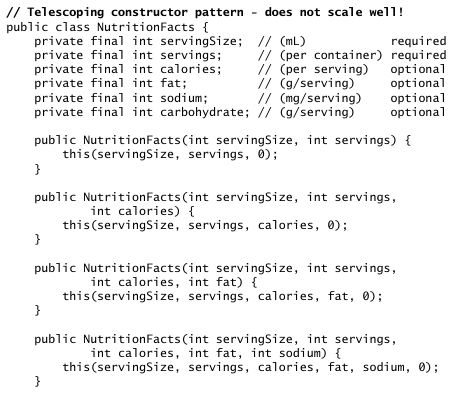 // Telescoping constructor pattern - does not scale well!
public class NutritionFacts {
    private final int servingSize;  // (mL)            required
    private final int servings;     // (per container) required
    private final int calories;     // (per serving)   optional
    private final int fat;          // (g/serving)     optional
    private final int sodium;       // (mg/serving)    optional
    private final int carbohydrate; // (g/serving)     optional

    public NutritionFacts(int servingSize, int servings) {
        this(servingSize, servings, 0);
    }

    public NutritionFacts(int servingSize, int servings,
            int calories) {
        this(servingSize, servings, calories, 0);
    }

    public NutritionFacts(int servingSize, int servings,
            int calories, int fat) {
        this(servingSize, servings, calories, fat, 0);
    }

    public NutritionFacts(int servingSize, int servings,
            int calories, int fat, int sodium) {
        this(servingSize, servings, calories, fat, sodium, 0);
    }